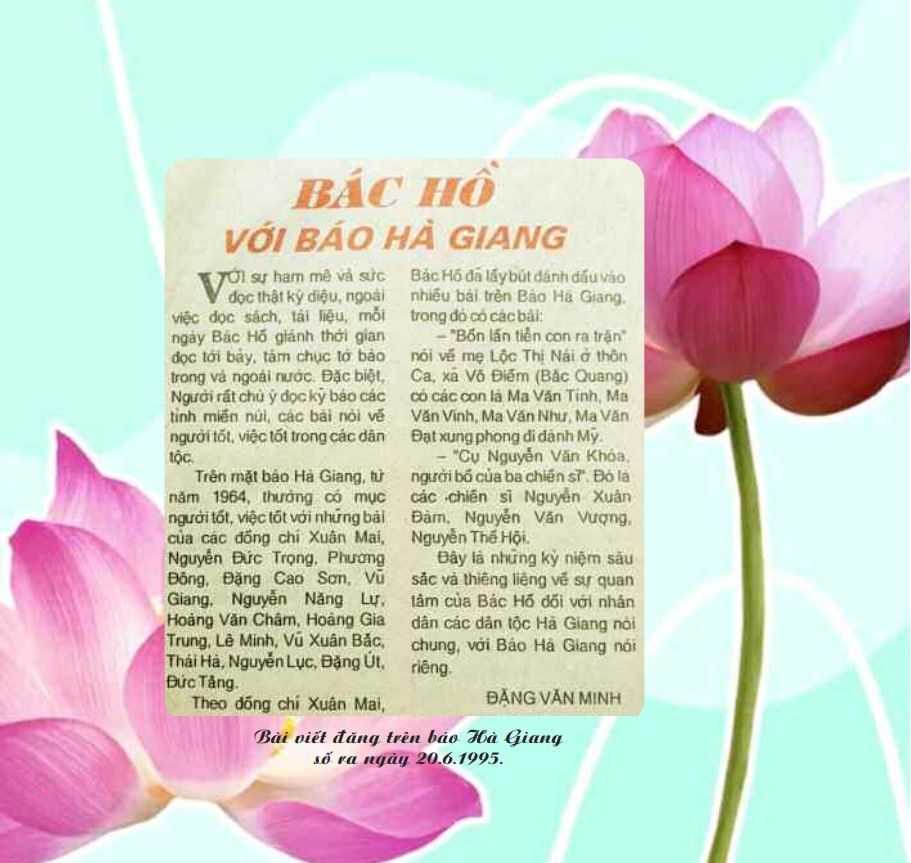 BÁC HỒ
VỚI BÁO HÀ GIANG
VỚI sự ham mê và sức
đọc thật kỳ diệu, ngoài
việc đọc sách, tài liệu, mỗi
ngày Bác Hồ giành thời gian
đọc tới bảy, tám chục tờ báo
trong và ngoài nước. Đặc biệt,
Người rất chú ý đọc kỹ báo các
tỉnh miền núi, các bài nói về
người tốt, việc tốt trong các dân
tộc.
Trên mặt báo Hà Giang, từ
năm 1964, thường có mục
người tốt, việc tốt với những bài
của các đồng chí Xuân Mai,
Nguyễn Đức Trọng, Phương
Đông, Đặng Cao Sơn, Vũ
Giang, Nguyễn Năng Lự,
Hoàng Văn Châm, Hoàng Gia
Trung, Lê Minh, Vũ Xuân Bắc,
Thái Hà, Nguyễn Lục, Đặng Út,
Đức Tầng.
Theo đồng chí Xuân Mai,
Bác Hồ đã lấy bút đánh dấu vào
nhiều bài trên Báo Hà Giang,
trong đó có các bài:
– "Bốn lần tiễn con ra trận"
nói về mẹ Lộc Thị Nái ở thôn
Ca, xã Vô Điếm (Bắc Quang)
có các con là Ma Văn Tinh, Ma
Văn Vinh, Ma Văn Như, Ma Văn
Đạt xung phong đi đánh Mỹ.
– "Cụ Nguyễn Văn Khóa,
người bố của ba chiến sĩ". Đó là
các chiến sĩ Nguyễn Xuân
Đàm, Nguyễn Văn Vượng,
Nguyễn Thế Hội.
Đây là những kỷ niệm sâu
sắc và thiêng liêng về sự quan
tâm của Bác Hồ đối với nhân
dân các dân tộc Hà Giang nói
chung, với Báo Hà Giang nói
riêng.
ĐẶNG VĂN MINH
Bài viết đăng trên báo Hà Giang
số ra ngày 20.6.1995.